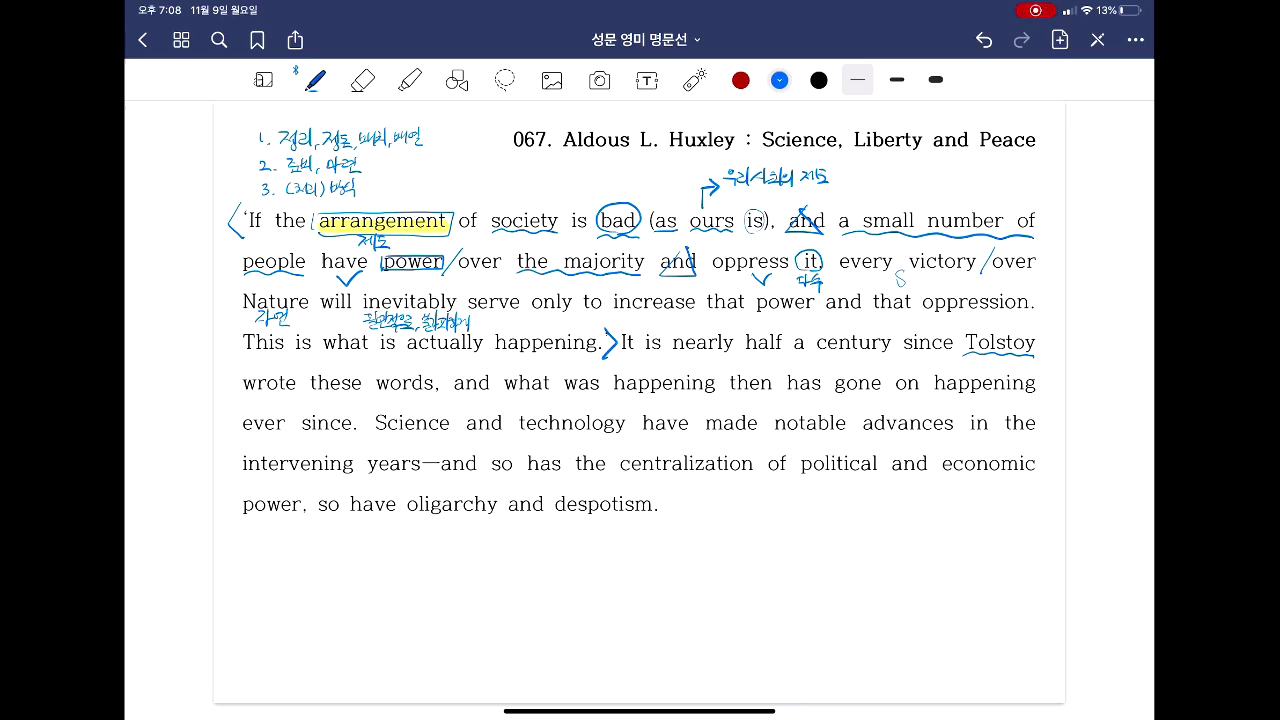 오후 7:08 11월 9일 월요일 13%
성문 영미 명문선
1. 정리, 정돈, 배치, 배열
2. 준비, 마련
3. (처리) 방식
067. Aldous L. Huxley : Science, Liberty and Peace
우리 사회의 제도
‘If the arrangement of society is bad (as ours is), and a small number of
제도
people have power over the majority and oppress it, every victory over
다수 S
Nature will inevitably serve only to increase that power and that oppression.
자연 필연적으로, 불가피하게
This is what is actually happening.’ It is nearly half a century since Tolstoy
wrote these words, and what was happening then has gone on happening
ever since. Science and technology have made notable advances in the
intervening years—and so has the centralization of political and economic
power, so have oligarchy and despotism.